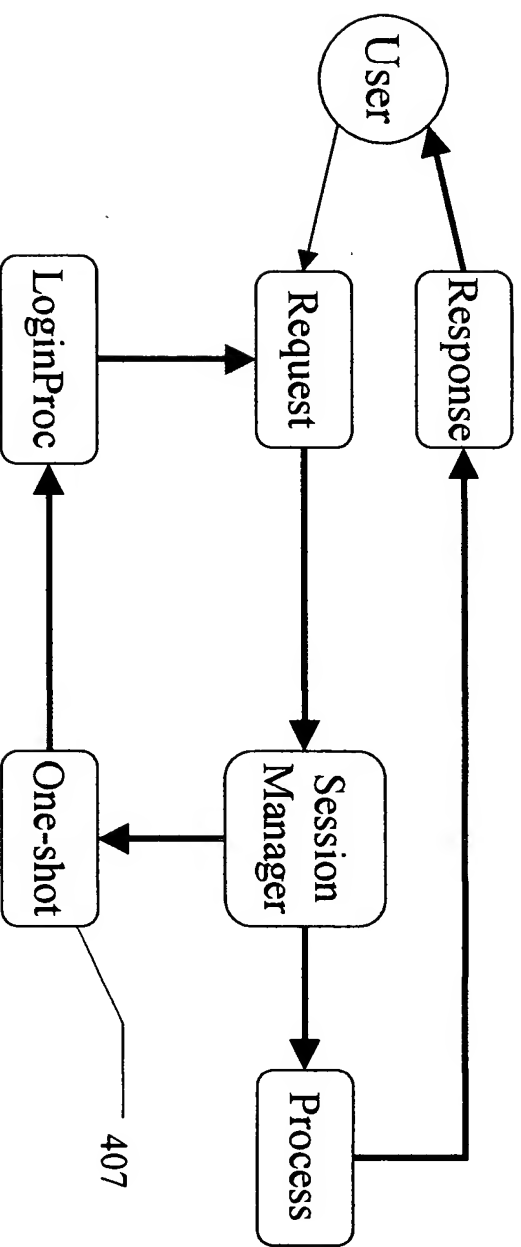 User
Response
Request
LoginProc
Session
Manager
One-shot
Process
407